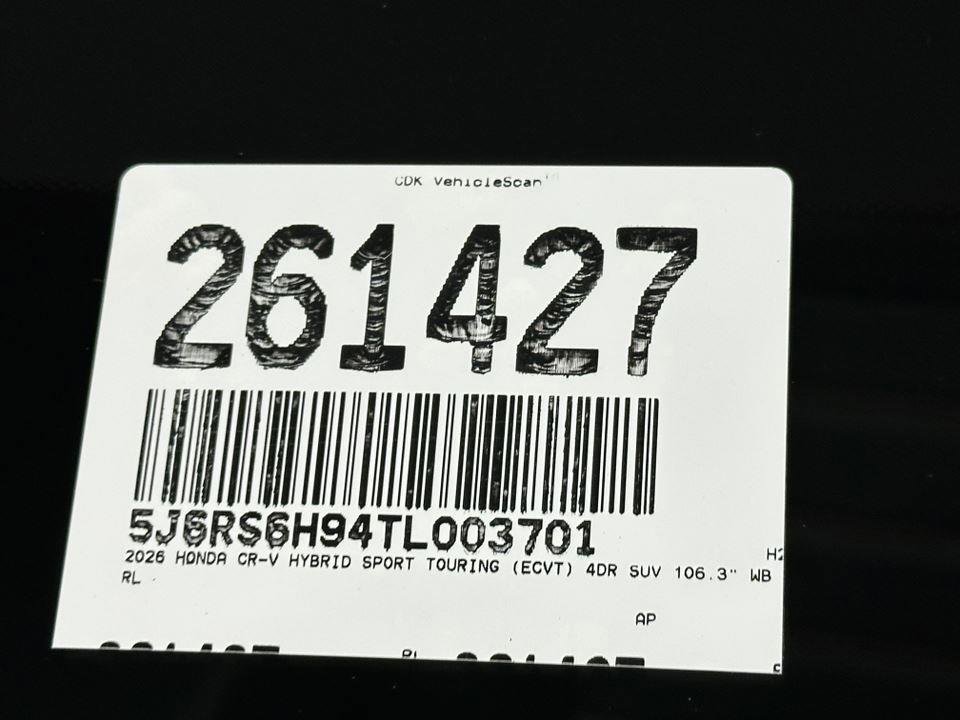 CDK VehicleScan
261427
5J6RS6H94TL003701
2026 HONDA CR-V HYBRID SPORT TOURING (ECVT) 4DR SUV 106.3" WB
RL
AP